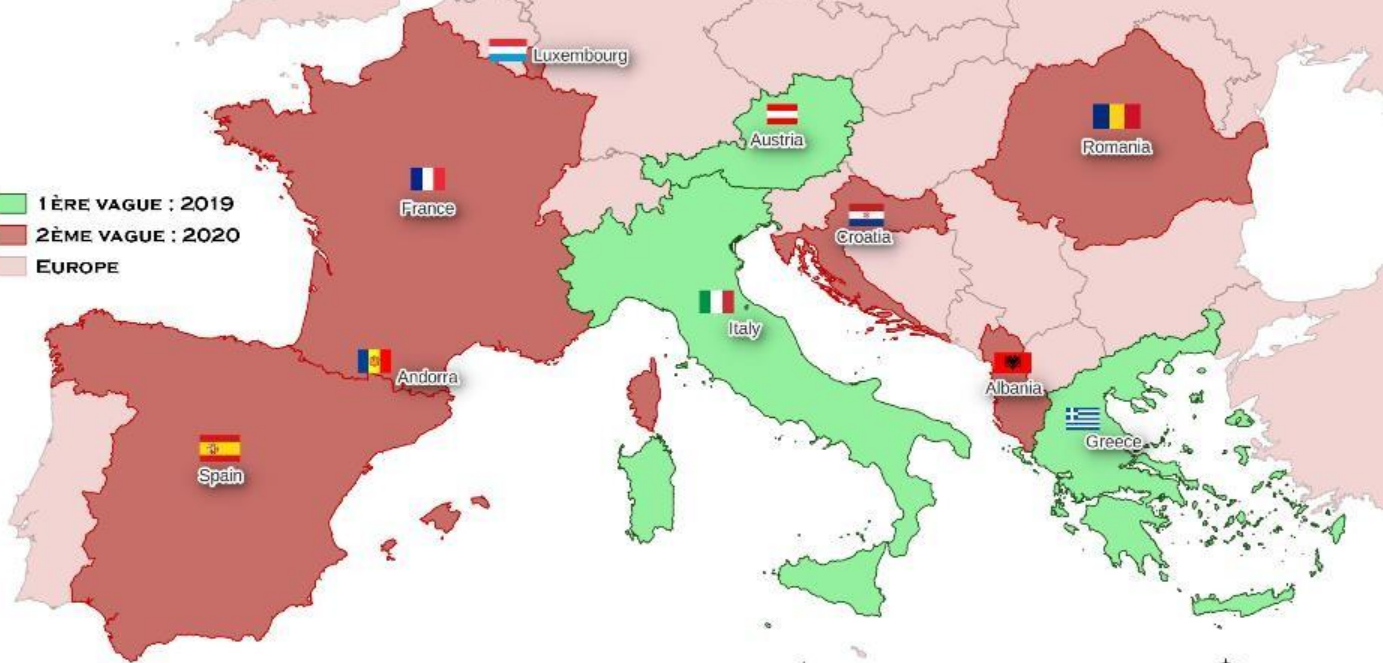 Luxembourg
Austria
Romania
France
1ÈRE VAGUE : 2019
2ÈME VAGUE : 2020
EUROPE
Croatia
Italy
Andorra
Albania
Greece
Spain